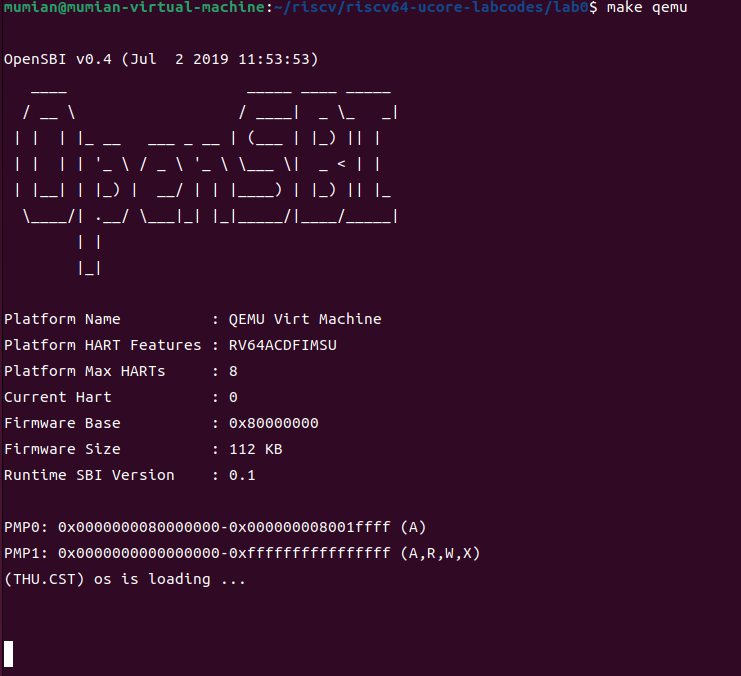 mumian@mumian-virtual-machine:~/riscv/riscv64-ucore-labcodes/lab0$ make qemu

OpenSBI v0.4 (Jul  2 2019 11:53:53)
   ____                    _____ ____ _____
  / __ \                  / ____|  _ \_   _|
 | |  | |_ __   ___ _ __ | (___ | |_) || |
 | |  | | '_ \ / _ \ '_ \ \___ \|  _ < | |
 | |__| | |_) |  __/ | | |____) | |_) || |_
  \____/| .__/ \___|_| |_|_____/|____/_____|
        | |
        |_|

Platform Name          : QEMU Virt Machine
Platform HART Features : RV64ACDFIMSU
Platform Max HARTs     : 8
Current Hart           : 0
Firmware Base          : 0x80000000
Firmware Size          : 112 KB
Runtime SBI Version    : 0.1

PMP0: 0x0000000080000000-0x000000008001ffff (A)
PMP1: 0x0000000000000000-0xffffffffffffffff (A,R,W,X)
(THU.CST) os is loading ...